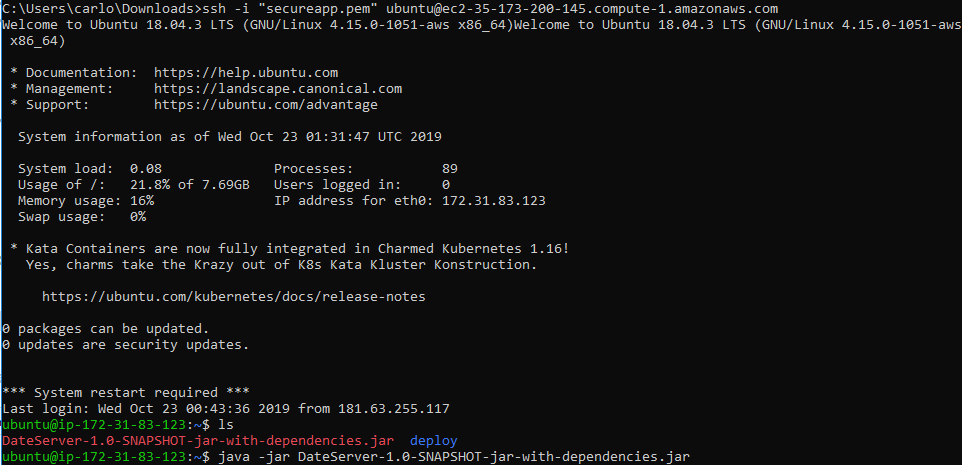 C:\Users\carlo\Downloads>ssh -i "secureapp.pem" ubuntu@ec2-35-173-200-145.compute-1.amazonaws.com
Welcome to Ubuntu 18.04.3 LTS (GNU/Linux 4.15.0-1051-aws x86_64)Welcome to Ubuntu 18.04.3 LTS (GNU/Linux 4.15.0-1051-aws
x86_64)
* Documentation:  https://help.ubuntu.com
* Management:     https://landscape.canonical.com
* Support:        https://ubuntu.com/advantage
System information as of Wed Oct 23 01:31:47 UTC 2019
System load:  0.08              Processes:           89
Usage of /:   21.8% of 7.69GB   Users logged in:     0
Memory usage: 16%               IP address for eth0: 172.31.83.123
Swap usage:   0%
* Kata Containers are now fully integrated in Charmed Kubernetes 1.16!
Yes, charms take the Krazy out of K8s Kata Kluster Konstruction.
https://ubuntu.com/kubernetes/docs/release-notes
0 packages can be updated.
0 updates are security updates.
*** System restart required ***
Last login: Wed Oct 23 00:43:36 2019 from 181.63.255.117
ubuntu@ip-172-31-83-123:~$ ls
DateServer-1.0-SNAPSHOT-jar-with-dependencies.jar  deploy
ubuntu@ip-172-31-83-123:~$ java -jar DateServer-1.0-SNAPSHOT-jar-with-dependencies.jar